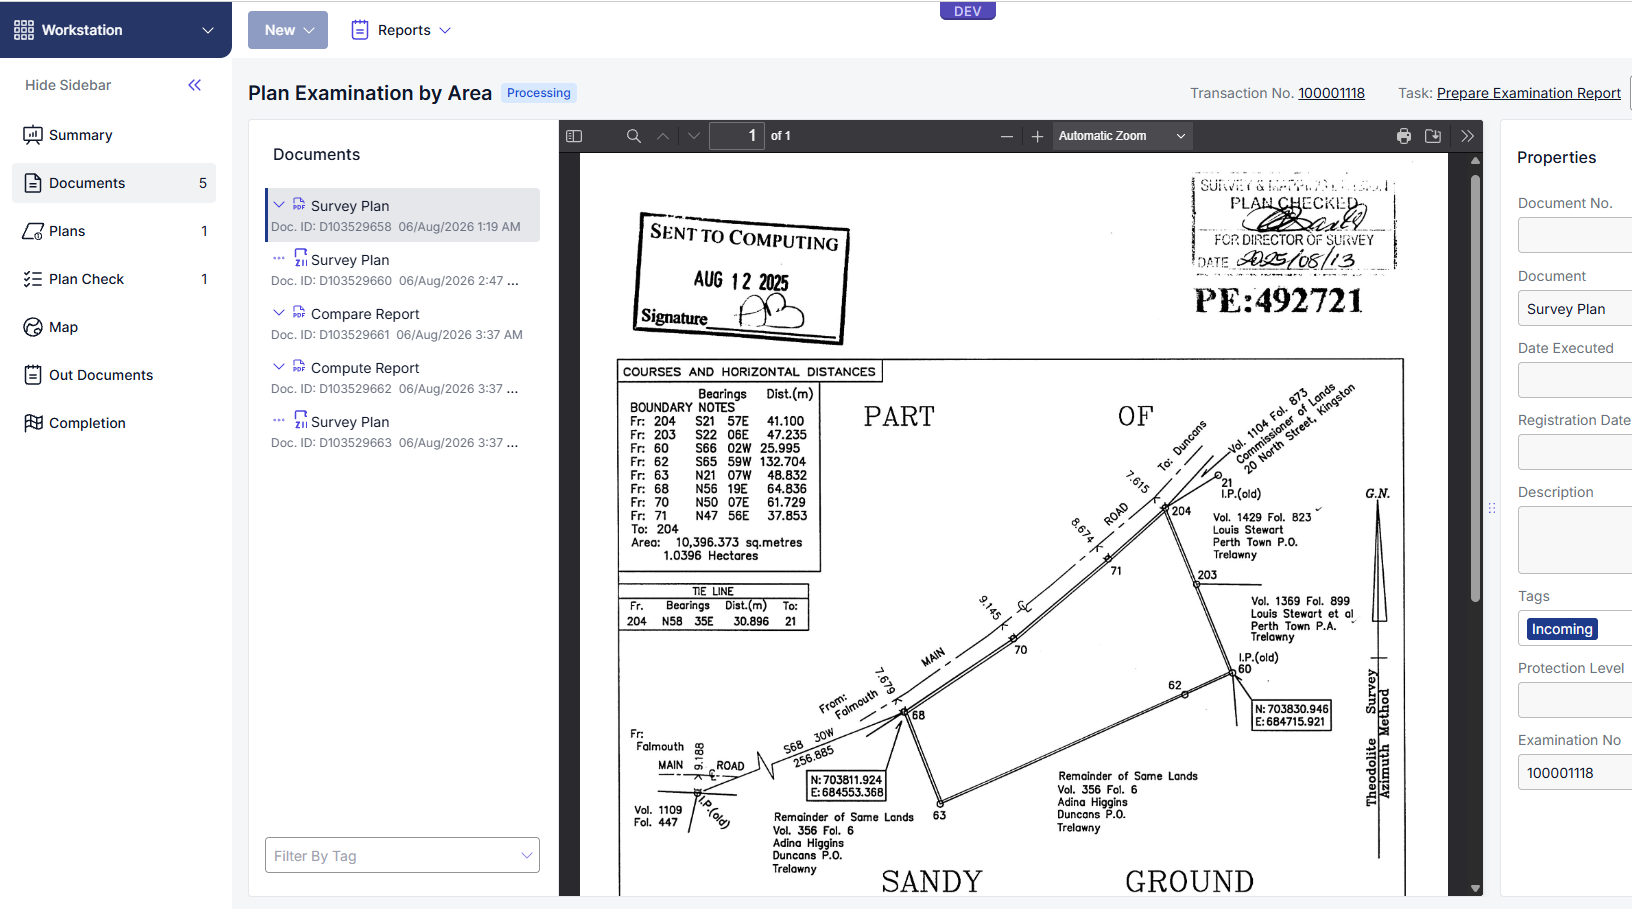 Workstation
New
Reports
DEV
Hide Sidebar
Summary
Documents 5
Plans 1
Plan Check 1
Map
Out Documents
Completion
Plan Examination by Area Processing
Transaction No. 100001118 Task: Prepare Examination Report
Documents
Survey Plan
Doc. ID: D103529658 06/Aug/2026 1:19 AM
Survey Plan
Doc. ID: D103529660 06/Aug/2026 2:47 ...
Compare Report
Doc. ID: D103529661 06/Aug/2026 3:37 AM
Compute Report
Doc. ID: D103529662 06/Aug/2026 3:37 ...
Survey Plan
Doc. ID: D103529663 06/Aug/2026 3:37 ...
Filter By Tag
1 of 1
Automatic Zoom
SENT TO COMPUTING
AUG 12 2025
Signature
SURVEY & MAPPING DIVISION
PLAN CHECKED
FOR DIRECTOR OF SURVEY
DATE 2025/08/13
PE:492721
COURSES AND HORIZONTAL DISTANCES
Bearings Dist.(m)
BOUNDARY NOTES
Fr: 204 S21 57E 41.100
Fr: 203 S22 06E 47.235
Fr: 60 S66 02W 25.995
Fr: 62 S65 59W 132.704
Fr: 63 N21 07W 48.832
Fr: 68 N56 19E 64.836
Fr: 70 N50 07E 61.729
Fr: 71 N47 56E 37.853
To: 204
Area: 10,396.373 sq.metres
1.0396 Hectares
TIE LINE
Fr. Bearings Dist.(m) To:
204 N58 35E 30.896 21
PART OF
Vol. 1104 Fol. 873
Commissioner of Lands
20 North Street, Kingston
To: Duncans
7.615
21
I.P.(old)
204
ROAD
8.674
71
Vol. 1429 Fol. 823
Louis Stewart
Perth Town P.O.
Trelawny
G.N.
203
Vol. 1369 Fol. 899
Louis Stewart et al
Perth Town P.A.
Trelawny
9.145
70
MAIN
I.P.(old)
60
62
7.679
From:
Falmouth
68
N: 703830.946
E: 684715.921
Fr:
Falmouth
MAIN ROAD
9.188
S68 30W
256.885
I.P.(old)
Vol. 1109
Fol. 447
N: 703811.924
E: 684553.368
63
Remainder of Same Lands
Vol. 356 Fol. 6
Adina Higgins
Duncans P.O.
Trelawny
Remainder of Same Lands
Vol. 356 Fol. 6
Adina Higgins
Duncans P.O.
Trelawny
Theodolite Survey
Azimuth Method
SANDY GROUND
Properties
Document No.
Document
Survey Plan
Date Executed
Registration Date
Description
Tags
Incoming
Protection Level
Examination No
100001118